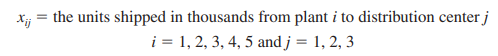 xij = the units shipped in thousands from plant i to distribution center j
i = 1, 2, 3, 4, 5 and j = 1, 2, 3